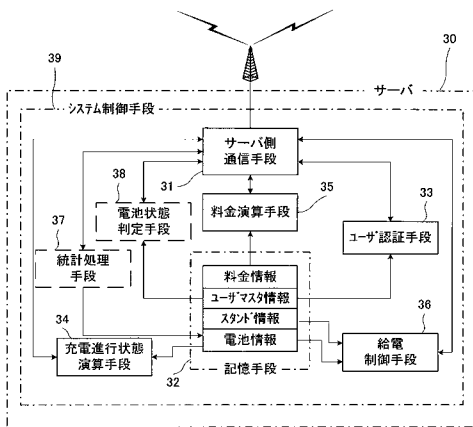 39
30
サーバ
システム制御手段
サーバ側
通信手段
31
38
電池状態
判定手段
35
料金演算手段
33
ユーザ認証手段
37
統計処理
手段
料金情報
ユーザマスタ情報
スタンド情報
電池情報
34
充電進行状態
演算手段
36
給電
制御手段
32
記憶手段